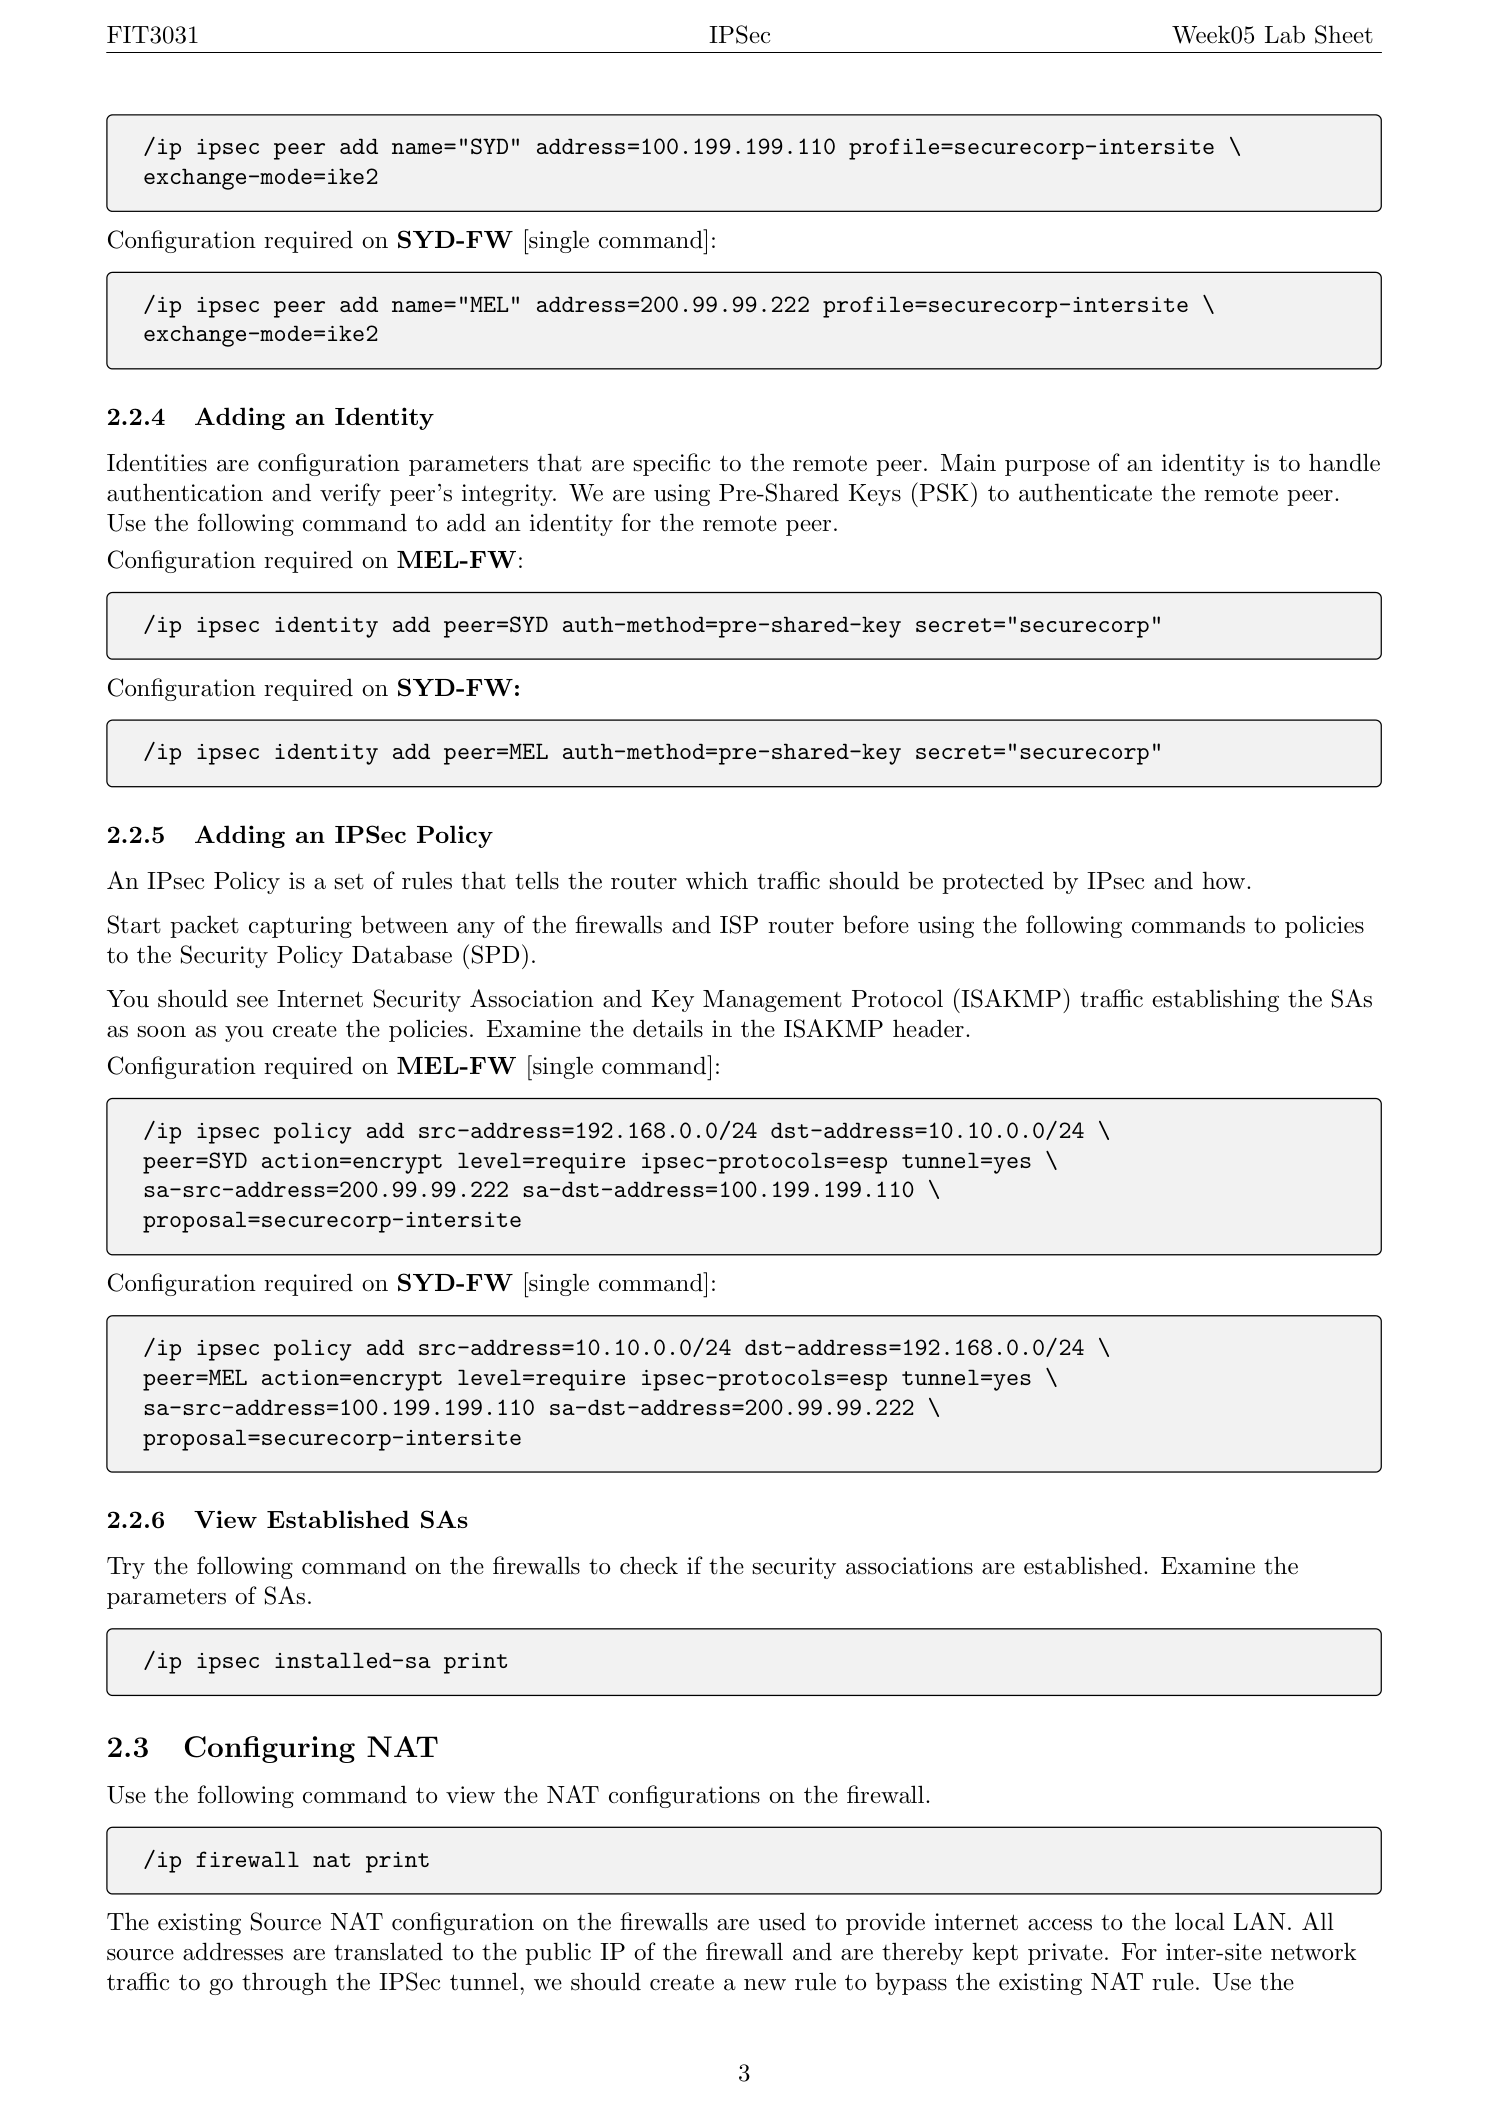 FIT3031 IPSec Week05 Lab Sheet
/ip ipsec peer add name="SYD" address=100.199.199.110 profile=securecorp-intersite \
exchange-mode=ike2
Configuration required on SYD-FW [single command]:
/ip ipsec peer add name="MEL" address=200.99.99.222 profile=securecorp-intersite \
exchange-mode=ike2
2.2.4 Adding an Identity
Identities are configuration parameters that are specific to the remote peer. Main purpose of an identity is to handle
authentication and verify peer's integrity. We are using Pre-Shared Keys (PSK) to authenticate the remote peer.
Use the following command to add an identity for the remote peer.
Configuration required on MEL-FW:
/ip ipsec identity add peer=SYD auth-method=pre-shared-key secret="securecorp"
Configuration required on SYD-FW:
/ip ipsec identity add peer=MEL auth-method=pre-shared-key secret="securecorp"
2.2.5 Adding an IPSec Policy
An IPsec Policy is a set of rules that tells the router which traffic should be protected by IPsec and how.
Start packet capturing between any of the firewalls and ISP router before using the following commands to policies
to the Security Policy Database (SPD).
You should see Internet Security Association and Key Management Protocol (ISAKMP) traffic establishing the SAs
as soon as you create the policies. Examine the details in the ISAKMP header.
Configuration required on MEL-FW [single command]:
/ip ipsec policy add src-address=192.168.0.0/24 dst-address=10.10.0.0/24 \
peer=SYD action=encrypt level=require ipsec-protocols=esp tunnel=yes \
sa-src-address=200.99.99.222 sa-dst-address=100.199.199.110 \
proposal=securecorp-intersite
Configuration required on SYD-FW [single command]:
/ip ipsec policy add src-address=10.10.0.0/24 dst-address=192.168.0.0/24 \
peer=MEL action=encrypt level=require ipsec-protocols=esp tunnel=yes \
sa-src-address=100.199.199.110 sa-dst-address=200.99.99.222 \
proposal=securecorp-intersite
2.2.6 View Established SAs
Try the following command on the firewalls to check if the security associations are established. Examine the
parameters of SAs.
/ip ipsec installed-sa print
2.3 Configuring NAT
Use the following command to view the NAT configurations on the firewall.
/ip firewall nat print
The existing Source NAT configuration on the firewalls are used to provide internet access to the local LAN. All
source addresses are translated to the public IP of the firewall and are thereby kept private. For inter-site network
traffic to go through the IPSec tunnel, we should create a new rule to bypass the existing NAT rule. Use the
3